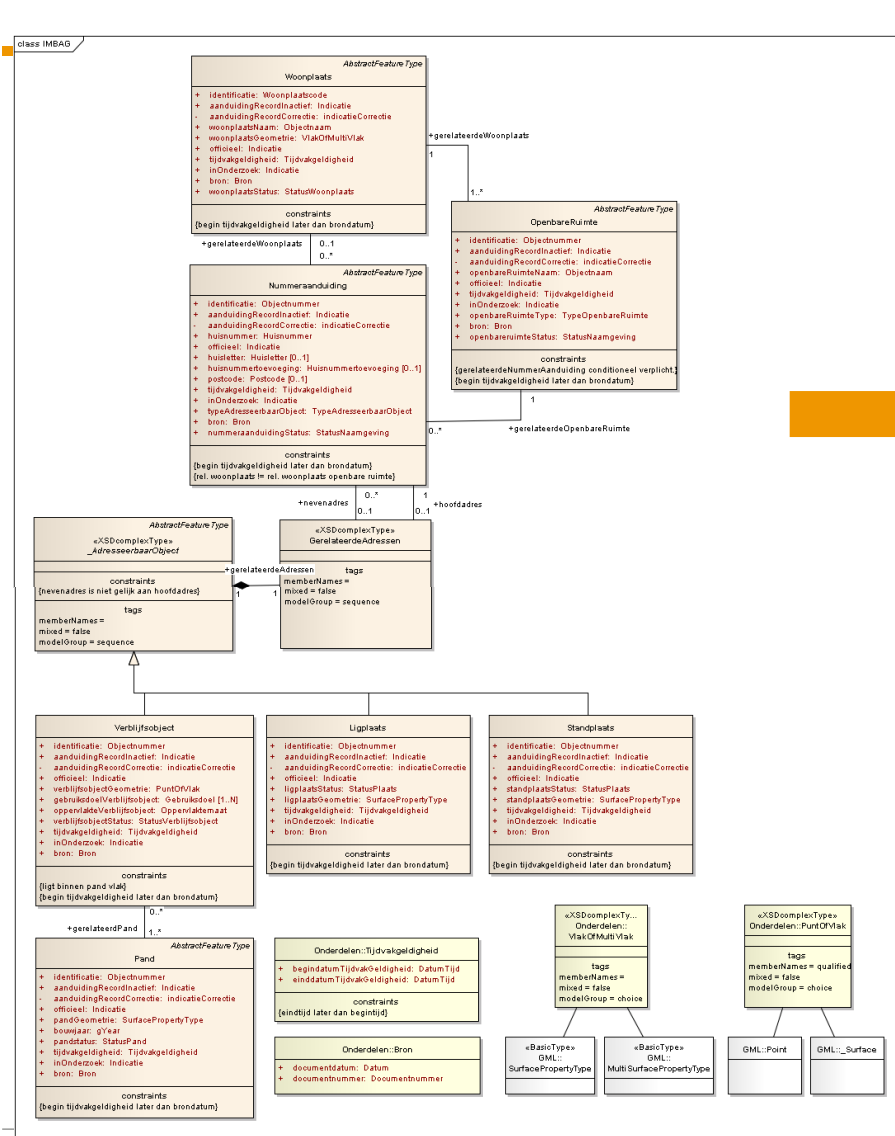 class IMBAG
AbstractFeatureType
Woonplaats
+ identificatie: Woonplaatscode
+ aanduidingRecordInactief: Indicatie
- aanduidingRecordCorrectie: indicatieCorrectie
+ woonplaatsNaam: Objectnaam
+ woonplaatsGeometrie: VlakOfMultiVlak
+ officieel: Indicatie
+ tijdvakgeldigheid: Tijdvakgeldigheid
+ inOnderzoek: Indicatie
+ bron: Bron
+ woonplaatsStatus: StatusWoonplaats
constraints
{begin tijdvakgeldigheid later dan brondatum}
+gerelateerdeWoonplaats
1
1..*
AbstractFeatureType
OpenbareRuimte
+ identificatie: Objectnummer
+ aanduidingRecordInactief: Indicatie
- aanduidingRecordCorrectie: indicatieCorrectie
+ openbareRuimteNaam: Objectnaam
+ officieel: Indicatie
+ tijdvakgeldigheid: Tijdvakgeldigheid
+ inOnderzoek: Indicatie
+ openbareRuimteType: TypeOpenbareRuimte
+ bron: Bron
+ openbareruimteStatus: StatusNaamgeving
constraints
{gerelateerdeNummerAanduiding conditioneel verplicht.}
{begin tijdvakgeldigheid later dan brondatum}
+gerelateerdeWoonplaats
0..1
0..*
AbstractFeatureType
Nummeraanduiding
+ identificatie: Objectnummer
+ aanduidingRecordInactief: Indicatie
- aanduidingRecordCorrectie: indicatieCorrectie
+ huisnummer: Huisnummer
+ officieel: Indicatie
+ huisletter: Huisletter [0..1]
+ huisnummertoevoeging: Huisnummertoevoeging [0..1]
+ postcode: Postcode [0..1]
+ tijdvakgeldigheid: Tijdvakgeldigheid
+ inOnderzoek: Indicatie
+ typeAdresseerbaarObject: TypeAdresseerbaarObject
+ bron: Bron
+ nummeraanduidingStatus: StatusNaamgeving
constraints
{begin tijdvakgeldigheid later dan brondatum}
{rel. woonplaats != rel. woonplaats openbare ruimte}
1
0..*
+gerelateerdeOpenbareRuimte
+nevenadres
0..*
0..1
1
0..1
+hoofdadres
AbstractFeatureType
«XSDcomplexType»
_AdresseerbaarObject
constraints
{nevenadres is niet gelijk aan hoofdadres}
tags
memberNames =
mixed = false
modelGroup = sequence
+gerelateerdeAdressen
1
1
«XSDcomplexType»
GerelateerdeAdressen
tags
memberNames =
mixed = false
modelGroup = sequence
Verblijfsobject
+ identificatie: Objectnummer
+ aanduidingRecordInactief: Indicatie
- aanduidingRecordCorrectie: indicatieCorrectie
+ officieel: Indicatie
+ verblijfsobjectGeometrie: PuntOfVlak
+ gebruiksdoelVerblijfsobject: Gebruiksdoel [1..N]
+ oppervlakteVerblijfsobject: Oppervlaktemaat
+ verblijfsobjectStatus: StatusVerblijfsobject
+ tijdvakgeldigheid: Tijdvakgeldigheid
+ inOnderzoek: Indicatie
+ bron: Bron
constraints
{ligt binnen pand vlak}
{begin tijdvakgeldigheid later dan brondatum}
Ligplaats
+ identificatie: Objectnummer
+ aanduidingRecordInactief: Indicatie
- aanduidingRecordCorrectie: indicatieCorrectie
+ officieel: Indicatie
+ ligplaatsStatus: StatusPlaats
+ ligplaatsGeometrie: SurfacePropertyType
+ tijdvakgeldigheid: Tijdvakgeldigheid
+ inOnderzoek: Indicatie
+ bron: Bron
constraints
{begin tijdvakgeldigheid later dan brondatum}
Standplaats
+ identificatie: Objectnummer
+ aanduidingRecordInactief: Indicatie
- aanduidingRecordCorrectie: indicatieCorrectie
+ officieel: Indicatie
+ standplaatsStatus: StatusPlaats
+ standplaatsGeometrie: SurfacePropertyType
+ tijdvakgeldigheid: Tijdvakgeldigheid
+ inOnderzoek: Indicatie
+ bron: Bron
constraints
{begin tijdvakgeldigheid later dan brondatum}
0..*
+gerelateerdPand
1..*
AbstractFeatureType
Pand
+ identificatie: Objectnummer
+ aanduidingRecordInactief: Indicatie
- aanduidingRecordCorrectie: indicatieCorrectie
+ officieel: Indicatie
+ pandGeometrie: SurfacePropertyType
+ bouwjaar: gYear
+ pandstatus: StatusPand
+ tijdvakgeldigheid: Tijdvakgeldigheid
+ inOnderzoek: Indicatie
+ bron: Bron
constraints
{begin tijdvakgeldigheid later dan brondatum}
Onderdelen::Tijdvakgeldigheid
+ begindatumTijdvakGeldigheid: DatumTijd
+ einddatumTijdvakGeldigheid: DatumTijd
constraints
{eindtijd later dan begintijd}
Onderdelen::Bron
+ documentdatum: Datum
+ documentnummer: Documentnummer
«XSDcomplexTy...
Onderdelen::
VlakOfMultiVlak
tags
memberNames =
mixed = false
modelGroup = choice
«XSDcomplexType»
Onderdelen::PuntOfVlak
tags
memberNames = qualified
mixed = false
modelGroup = choice
«BasicType»
GML::
SurfacePropertyType
«BasicType»
GML::
MultiSurfacePropertyType
GML::Point
GML::_Surface